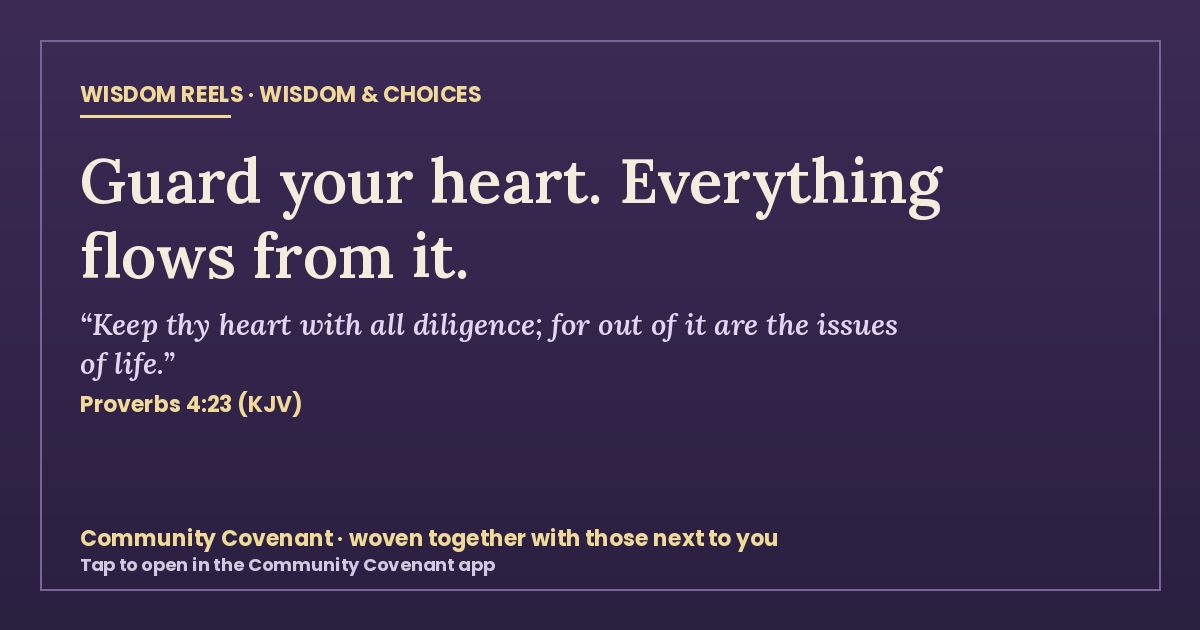 WISDOM REELS · WISDOM & CHOICES
Guard your heart. Everything
flows from it.
“Keep thy heart with all diligence; for out of it are the issues
of life.”
Proverbs 4:23 (KJV)
Community Covenant · woven together with those next to you
Tap to open in the Community Covenant app